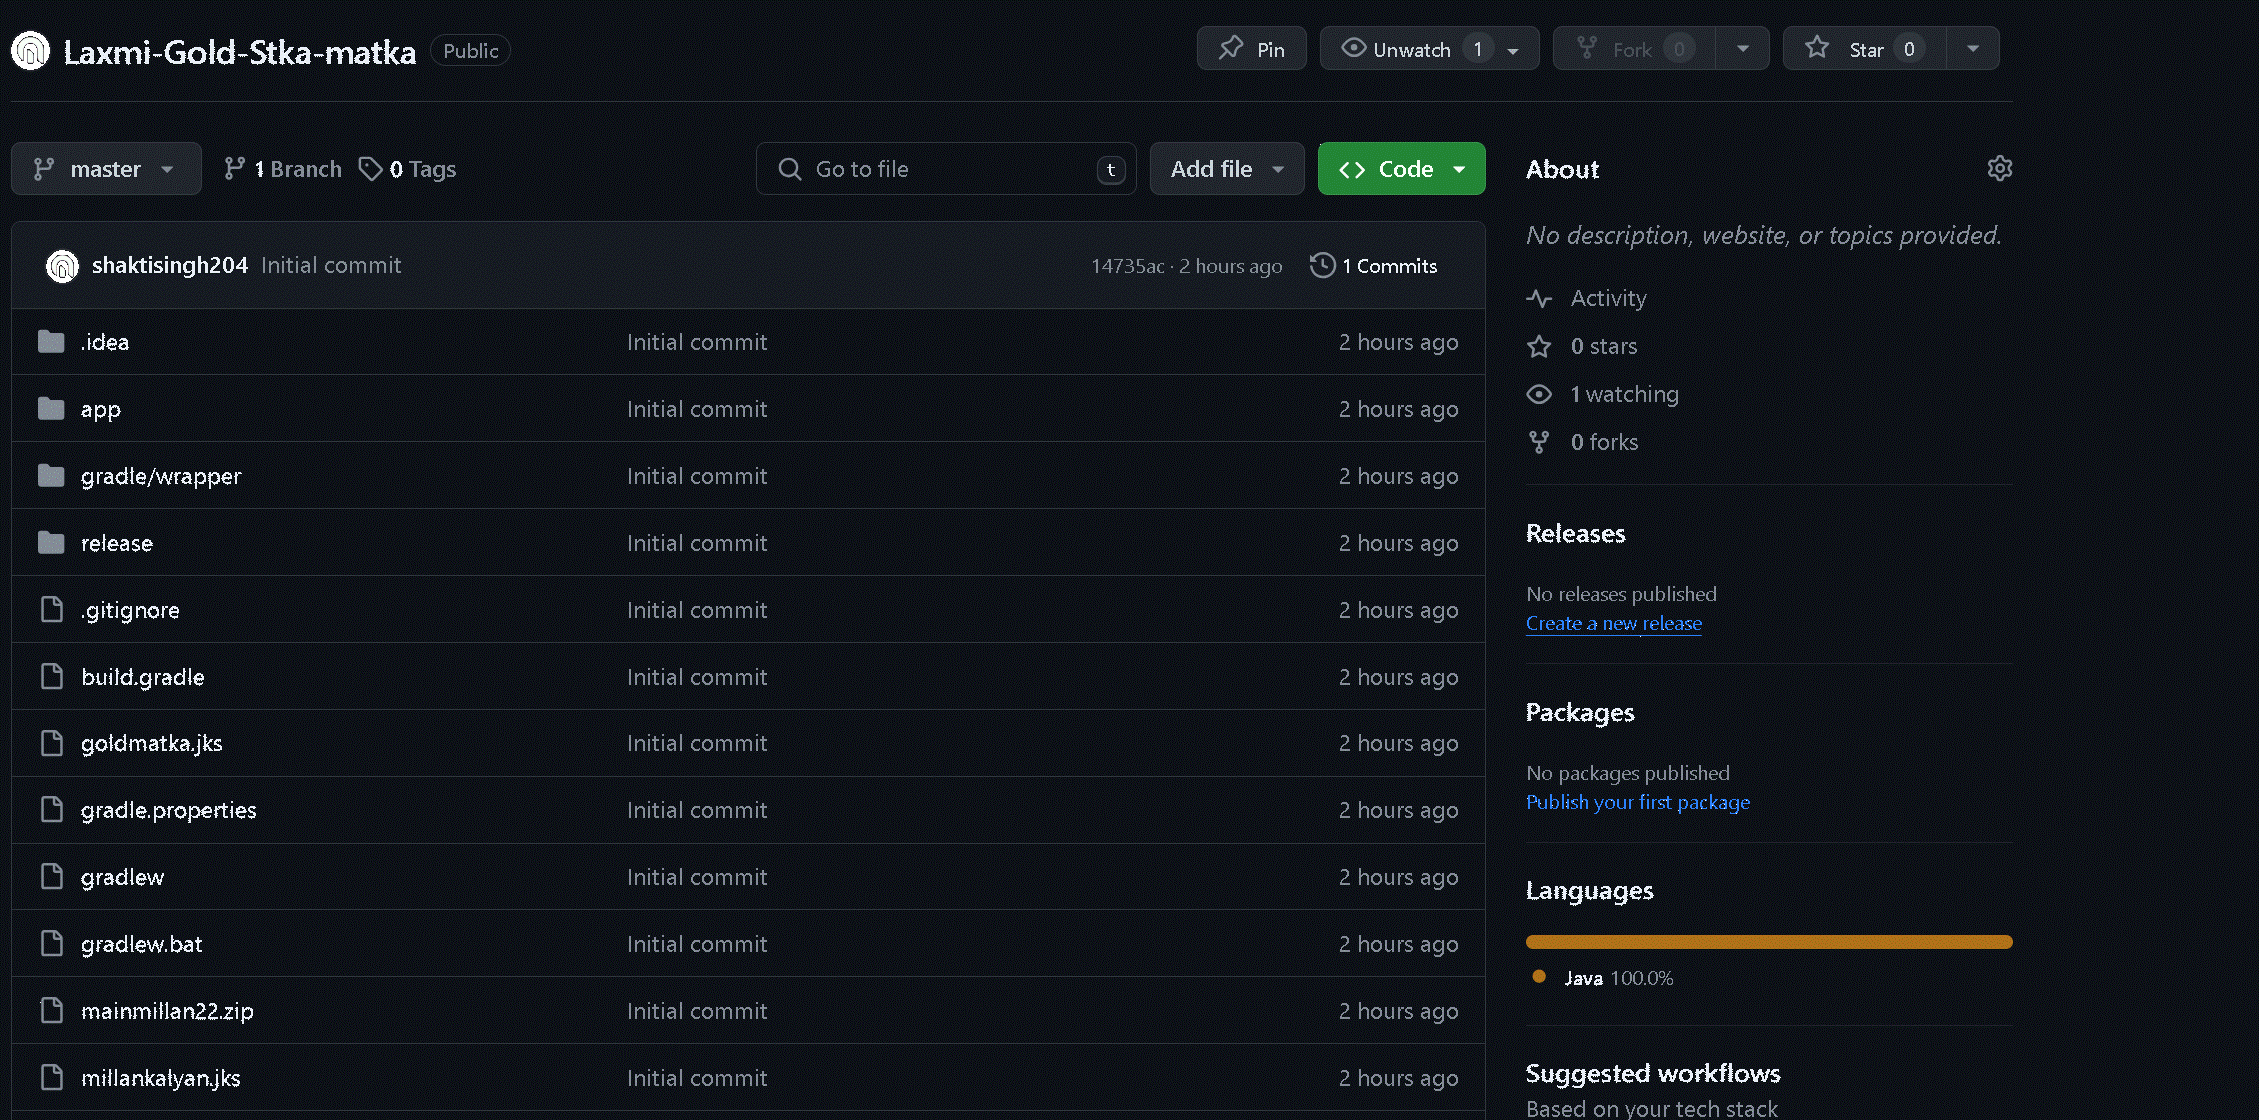 Laxmi-Gold-Stka-matka Public Pin Unwatch 1 Fork 0 Star 0
master 1 Branch 0 Tags Go to file t Add file Code
shaktisingh204 Initial commit 14735ac · 2 hours ago 1 Commits
.idea Initial commit 2 hours ago
app Initial commit 2 hours ago
gradle/wrapper Initial commit 2 hours ago
release Initial commit 2 hours ago
.gitignore Initial commit 2 hours ago
build.gradle Initial commit 2 hours ago
goldmatka.jks Initial commit 2 hours ago
gradle.properties Initial commit 2 hours ago
gradlew Initial commit 2 hours ago
gradlew.bat Initial commit 2 hours ago
mainmillan22.zip Initial commit 2 hours ago
millankalyan.jks Initial commit 2 hours ago
About
No description, website, or topics provided.
Activity
0 stars
1 watching
0 forks
Releases
No releases published
Create a new release
Packages
No packages published
Publish your first package
Languages
Java 100.0%
Suggested workflows
Based on your tech stack